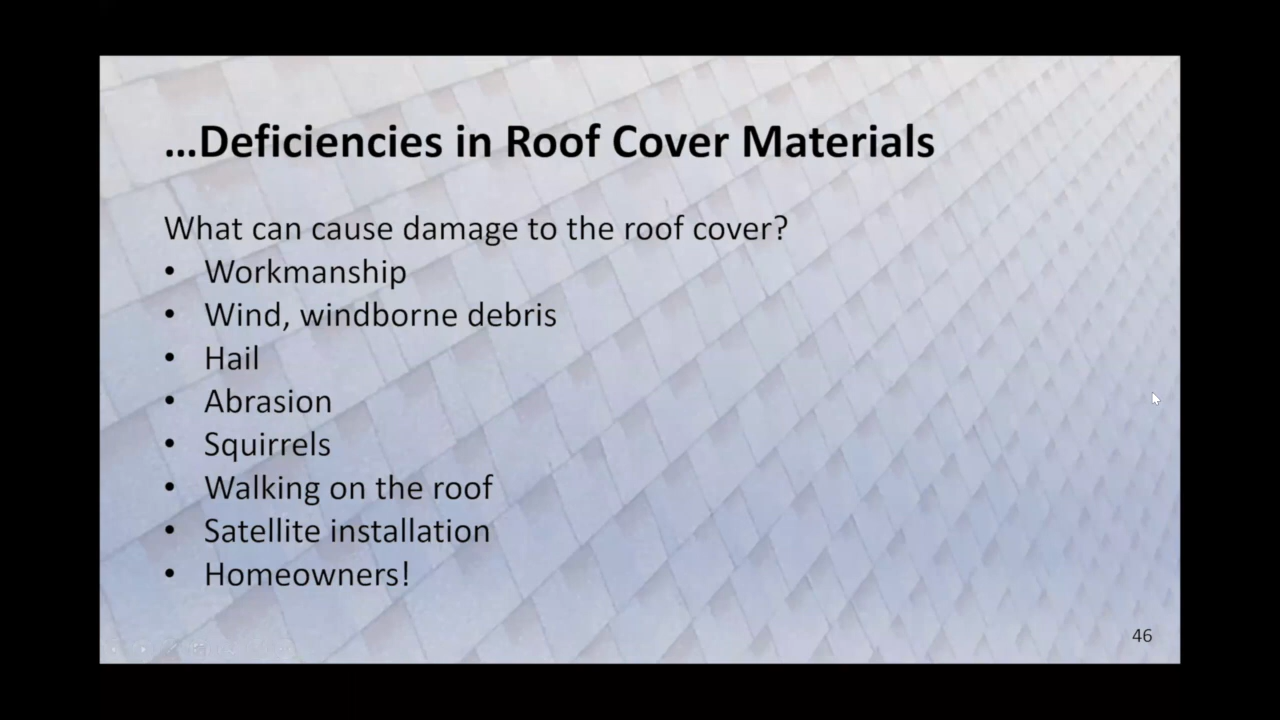 ...Deficiencies in Roof Cover Materials
What can cause damage to the roof cover?
• Workmanship
• Wind, windborne debris
• Hail
• Abrasion
• Squirrels
• Walking on the roof
• Satellite installation
• Homeowners!
46